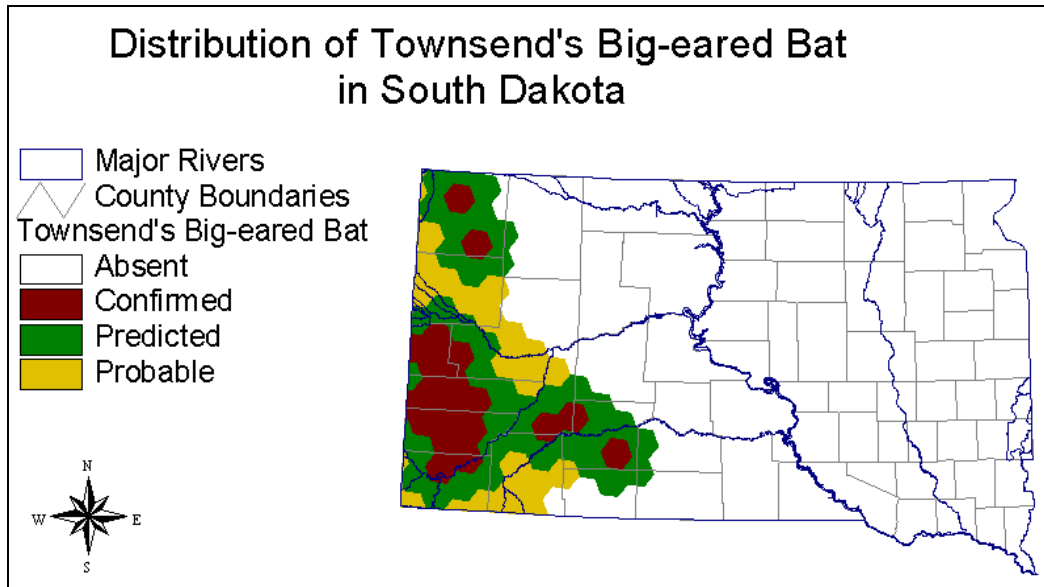 Distribution of Townsend's Big-eared Bat
in South Dakota
Major Rivers
County Boundaries
Townsend's Big-eared Bat
Absent
Confirmed
Predicted
Probable
N
W E
S